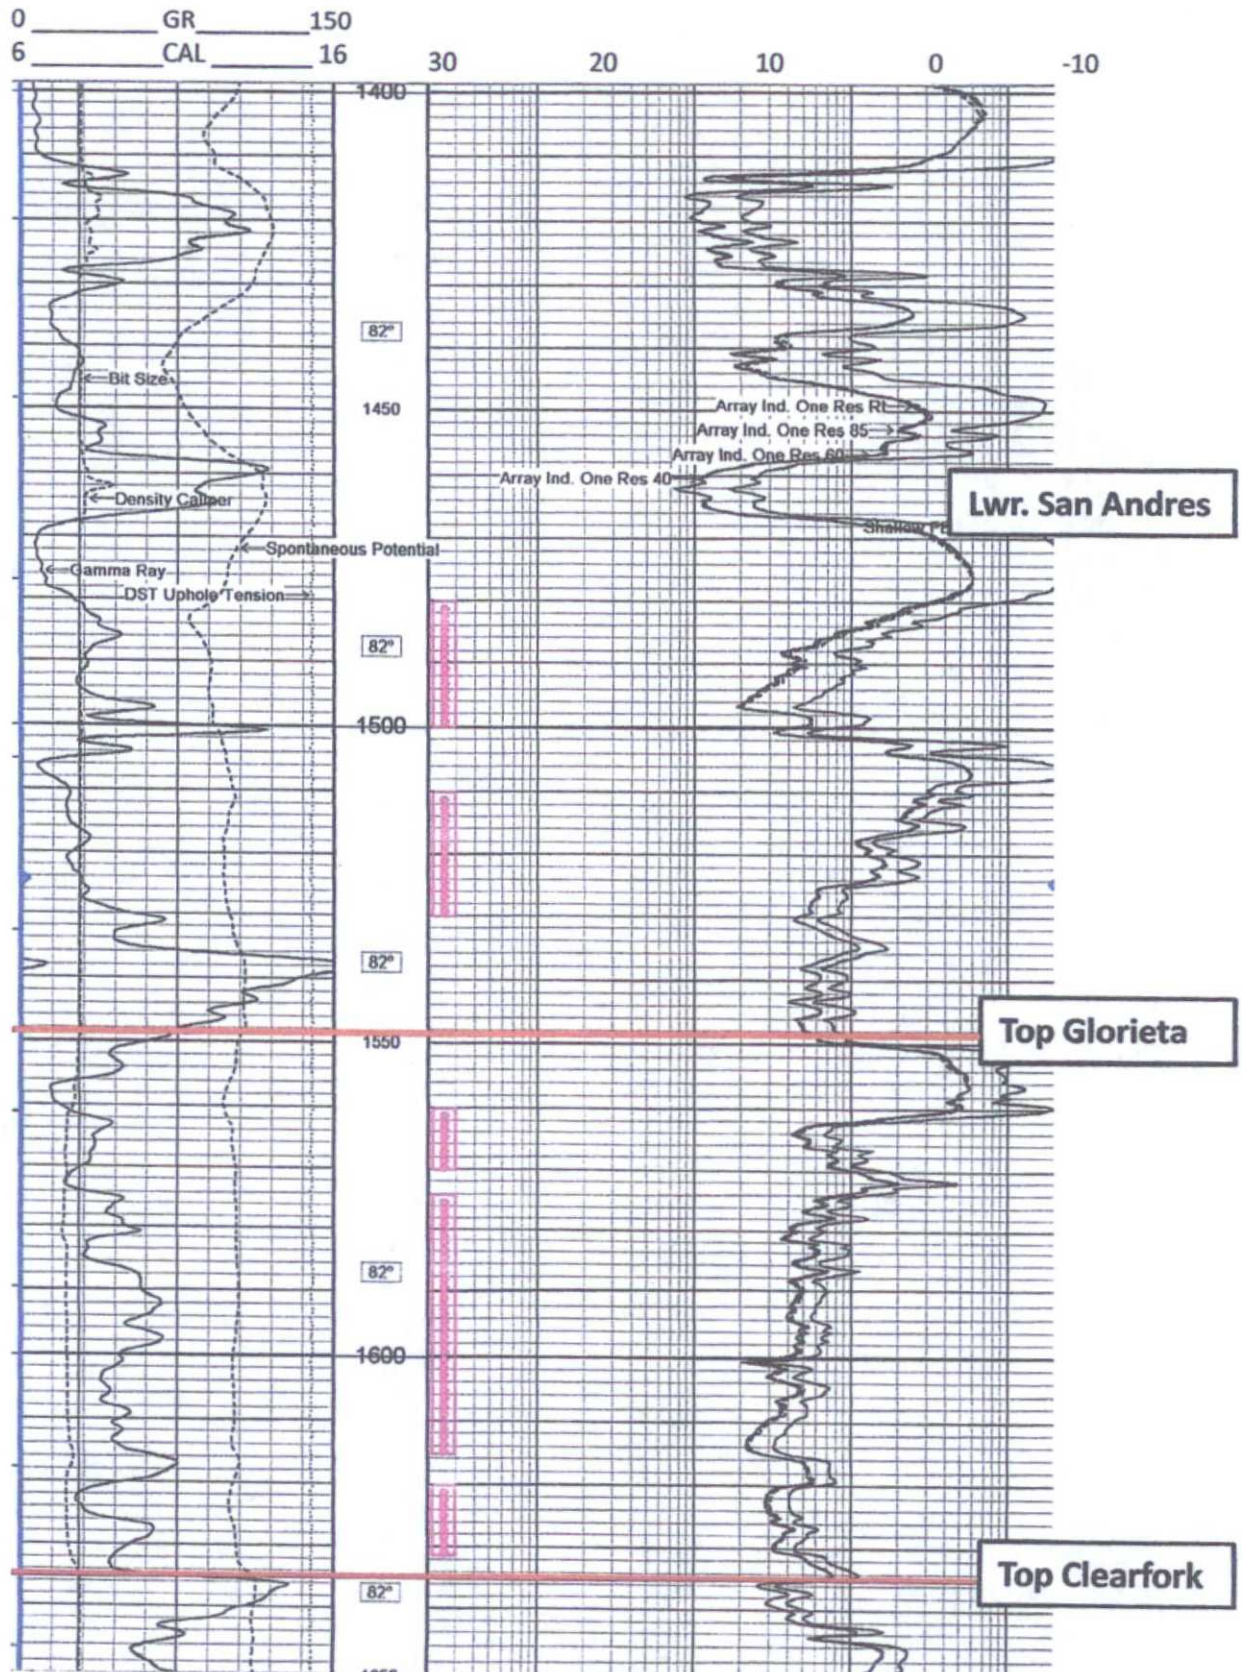 0 GR 150
6 CAL 16 30 20 10 0 -10
1400
82°
Bit Size
Array Ind. One Res Rt
1450
Array Ind. One Res 85
Array Ind. One Res 60
Array Ind. One Res 40
Density Caliper
Lwr. San Andres
Shallow
Spontaneous Potential
Gamma Ray
DST Uphole Tension
82°
1500
82°
Top Glorieta
1550
82°
1600
Top Clearfork
82°